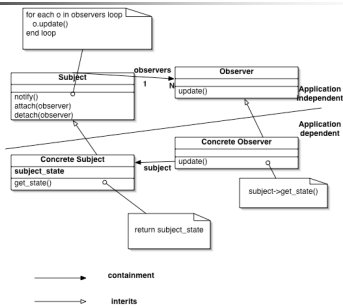 for each o in observers loop
o.update()
end loop
observers
Subject
Observer
1
N
notify()
attach(observer)
detach(observer)
update()
Application
independent
Application
dependent
Concrete Subject
subject_state
get_state()
Concrete Observer
update()
subject
subject->get_state()
return subject_state
containment
interits